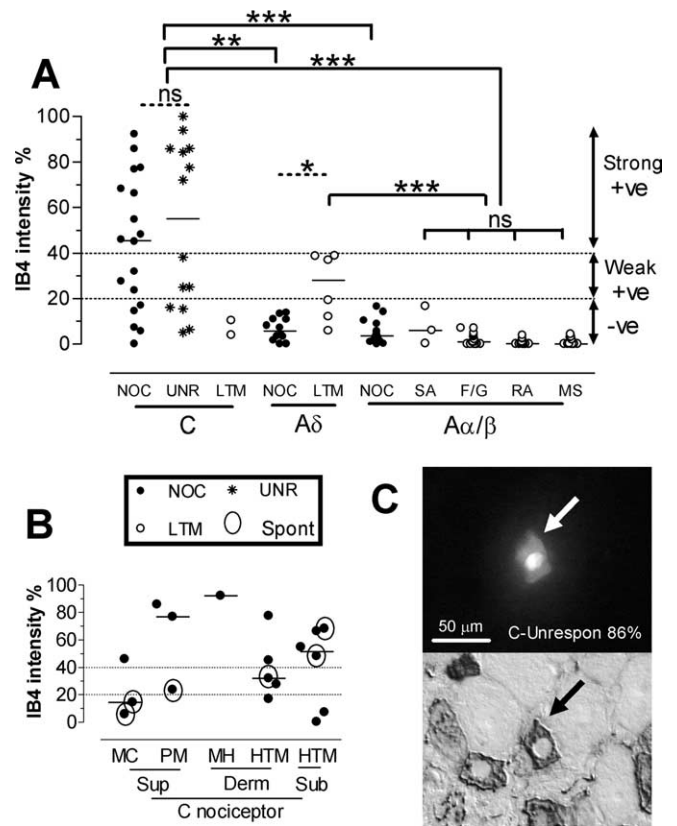 ***
**
A
***
ns
*
***
ns
100
80
60
40
20
0
IB4 intensity %
Strong
+ve
Weak
+ve
-ve
NOC UNR LTM NOC LTM NOC SA F/G RA MS
C Aδ Aα/β
B
NOC UNR
LTM Spont
100
80
60
40
20
0
IB4 intensity %
MC PM MH HTM HTM
Sup Derm Sub
C nociceptor
C
50 μm C-Unrespon 86%